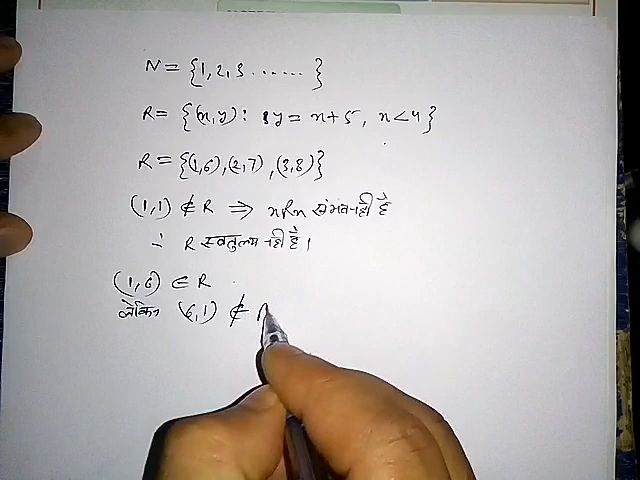 N = {1, 2, 3 ......}
R = {(x, y) : y = x + 5, x < 4}
R = {(1, 6), (2, 7), (3, 8)}
(1, 1) ∉ R ⇒ xRx संभव नही है
∴ R स्वतुल्य नही है।
(1, 6) ∈ R
लेकिन (6, 1) ∉